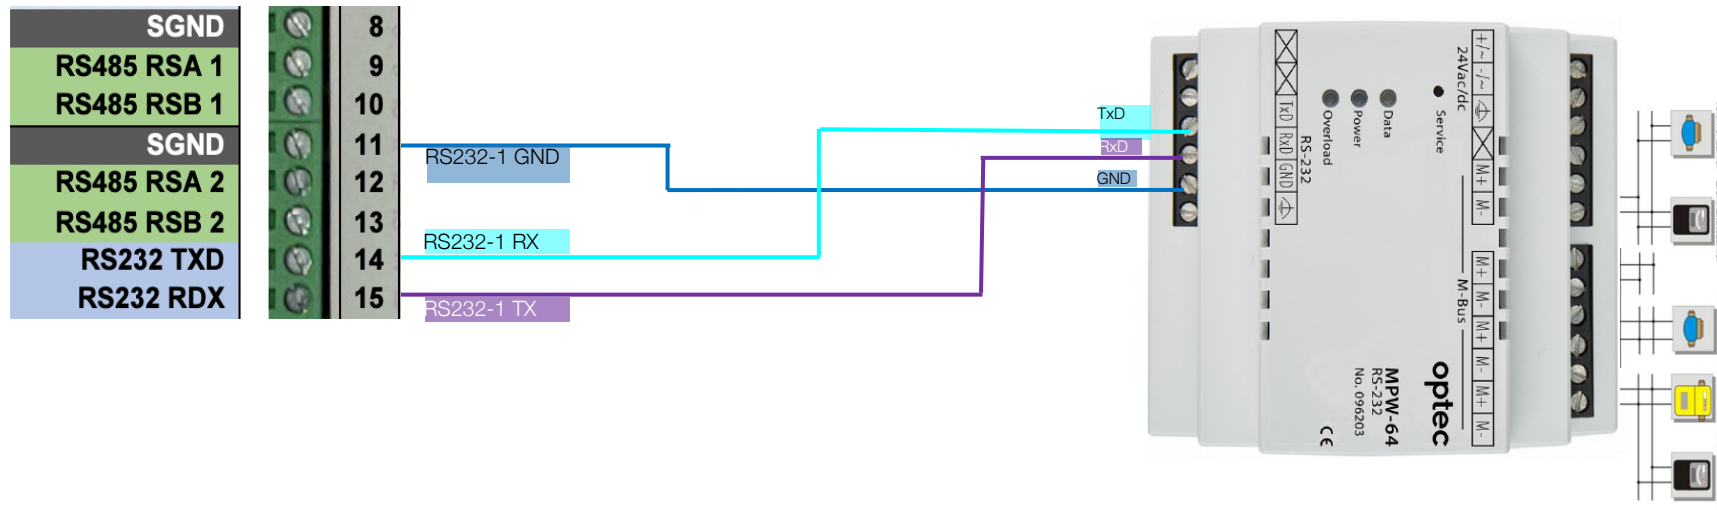 SGND
RS485 RSA 1
RS485 RSB 1
SGND
RS485 RSA 2
RS485 RSB 2
RS232 TXD
RS232 RDX
8
9
10
11
12
13
14
15
RS232-1 GND
RS232-1 RX
RS232-1 TX
TxD
RxD
GND
TxD RxD GND
RS-232
Overload
Power
Data
Service
24Vac/dc
+/~ -/~ M+ M-
M-Bus
M+ M- M+ M- M+ M-
optec
MPW-64
RS-232
No. 096203
CE